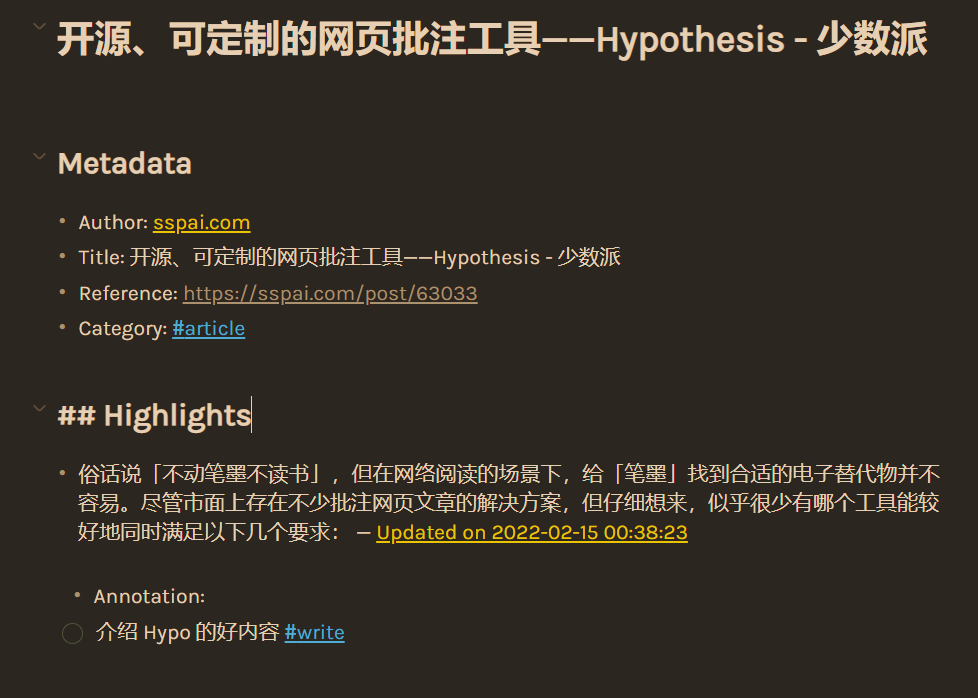 开源、可定制的网页批注工具——Hypothesis - 少数派
Metadata
Author: sspai.com
Title: 开源、可定制的网页批注工具——Hypothesis - 少数派
Reference: https://sspai.com/post/63033
Category: #article
## Highlights
俗话说「不动笔墨不读书」，但在网络阅读的场景下，给「笔墨」找到合适的电子替代物并不
容易。尽管市面上存在不少批注网页文章的解决方案，但仔细想来，似乎很少有哪个工具能较
好地同时满足以下几个要求： — Updated on 2022-02-15 00:38:23
Annotation:
介绍 Hypo 的好内容 #write